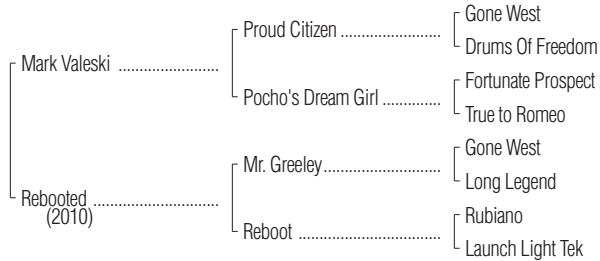 Gone West
Proud Citizen
Drums Of Freedom
Mark Valeski
Fortunate Prospect
Pocho's Dream Girl
True to Romeo
Gone West
Mr. Greeley
Long Legend
Rebooted
(2010)
Rubiano
Reboot
Launch Light Tek